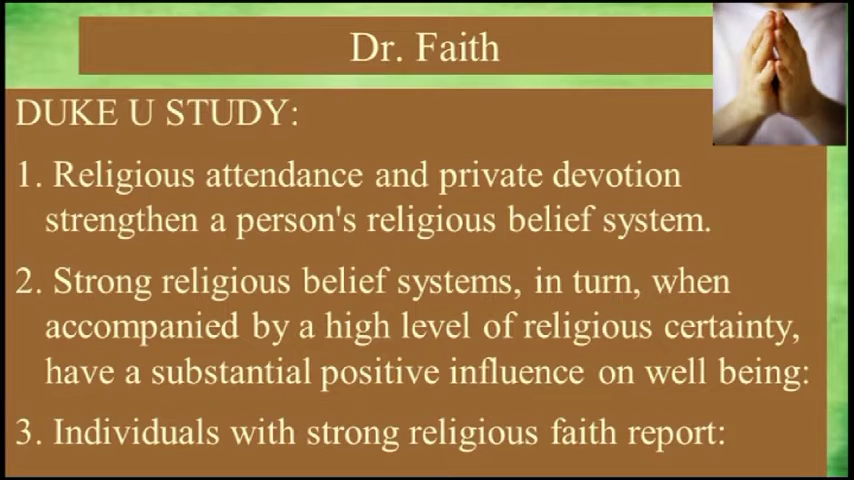 Dr. Faith
DUKE U STUDY:
1. Religious attendance and private devotion
strengthen a person's religious belief system.
2. Strong religious belief systems, in turn, when
accompanied by a high level of religious certainty,
have a substantial positive influence on well being:
3. Individuals with strong religious faith report: